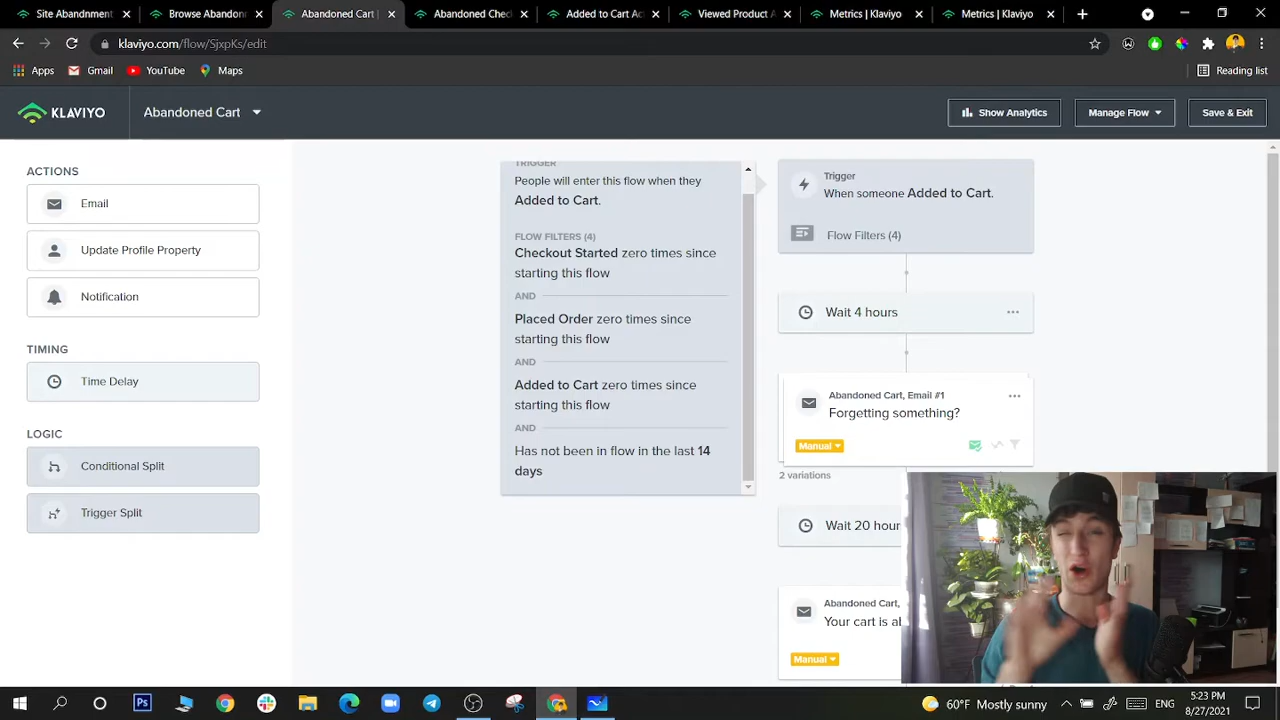 Site Abandnment
Browse Abandonn
Abandoned Cart |
Abandoned Chec
Added to Cart Ac
Viewed Product A
Metrics | Klaviyo
Metrics | Klaviyo
klaviyo.com/flow/SjxpKs/edit
Apps
Gmail
YouTube
Maps
Reading list
KLAVIYO
Abandoned Cart
Show Analytics
Manage Flow
Save & Exit
ACTIONS
Email
Update Profile Property
Notification
TIMING
Time Delay
LOGIC
Conditional Split
Trigger Split
TRIGGER
People will enter this flow when they
Added to Cart.
FLOW FILTERS (4)
Checkout Started zero times since
starting this flow
AND
Placed Order zero times since
starting this flow
AND
Added to Cart zero times since
starting this flow
AND
Has not been in flow in the last 14
days
Trigger
When someone Added to Cart.
Flow Filters (4)
Wait 4 hours
Abandoned Cart, Email #1
Forgetting something?
Manual
2 variations
Wait 20 hour
Abandoned Cart,
Your cart is a
Manual
60°F Mostly sunny
ENG
5:23 PM
8/27/2021